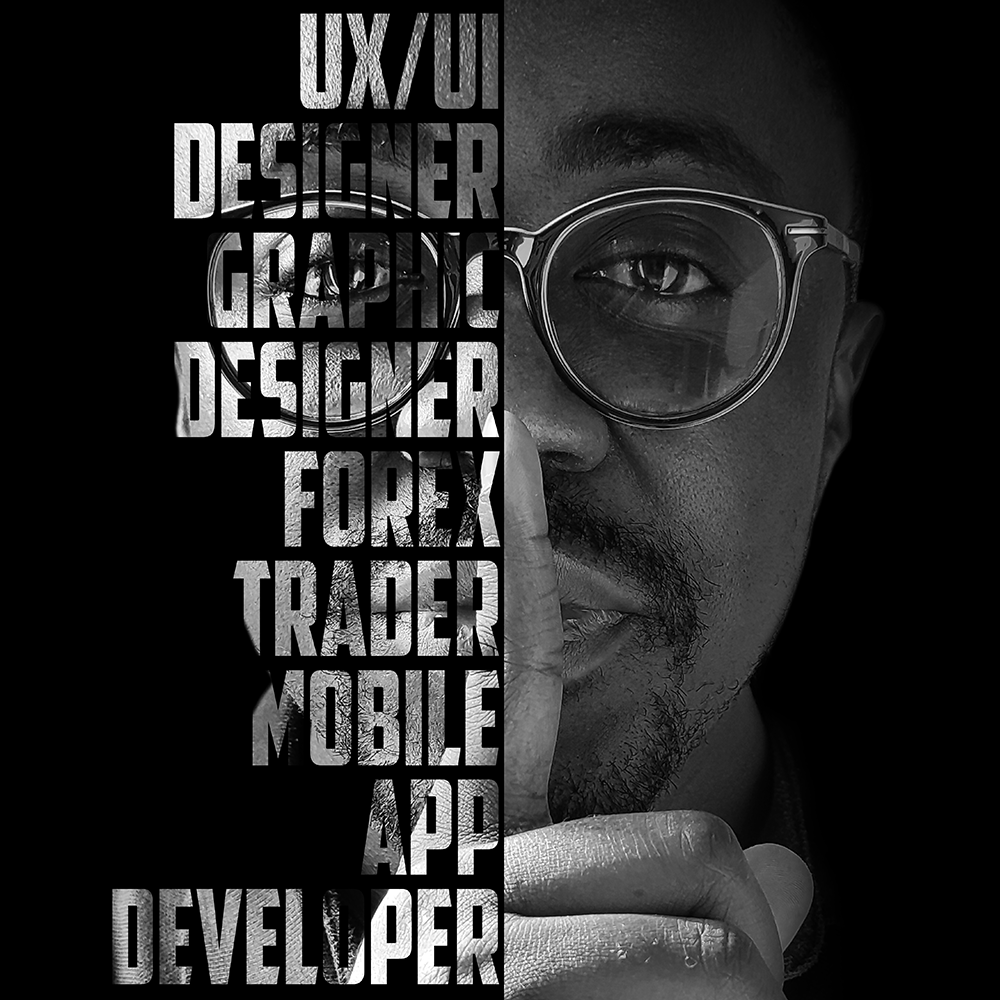 UX/UI
DESIGNER
GRAPHIC
DESIGNER
FOREX
TRADER
MOBILE
APP
DEVELOPER